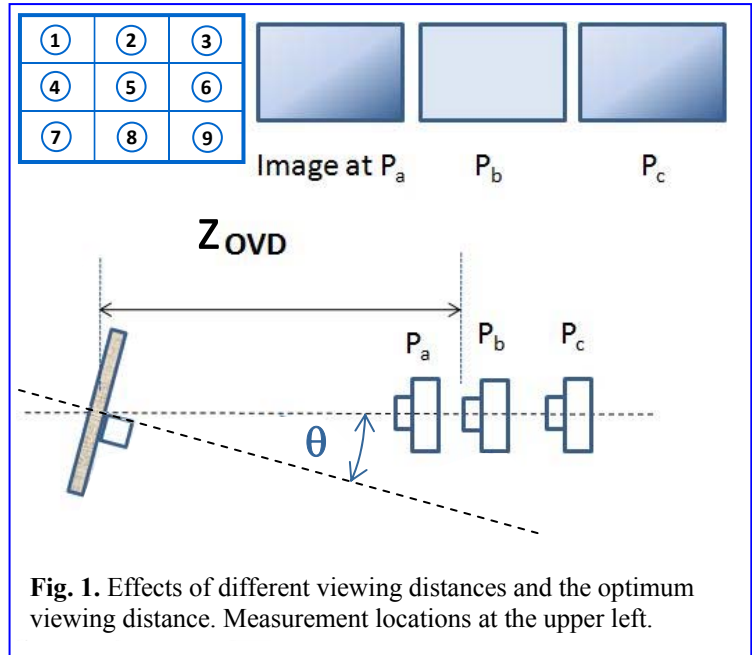 1 2 3
4 5 6
7 8 9
Image at Pa Pb Pc
ZOVD
Pa Pb Pc
θ
Fig. 1. Effects of different viewing distances and the optimum
viewing distance. Measurement locations at the upper left.